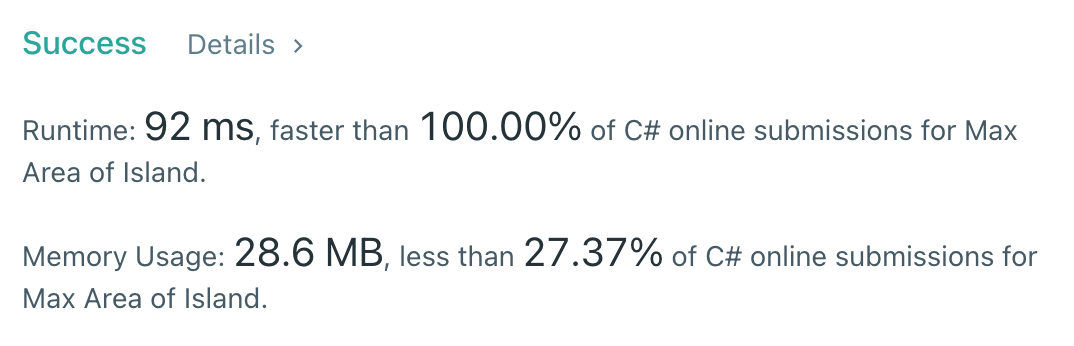 Success Details >
Runtime: 92 ms, faster than 100.00% of C# online submissions for Max
Area of Island.
Memory Usage: 28.6 MB, less than 27.37% of C# online submissions for
Max Area of Island.